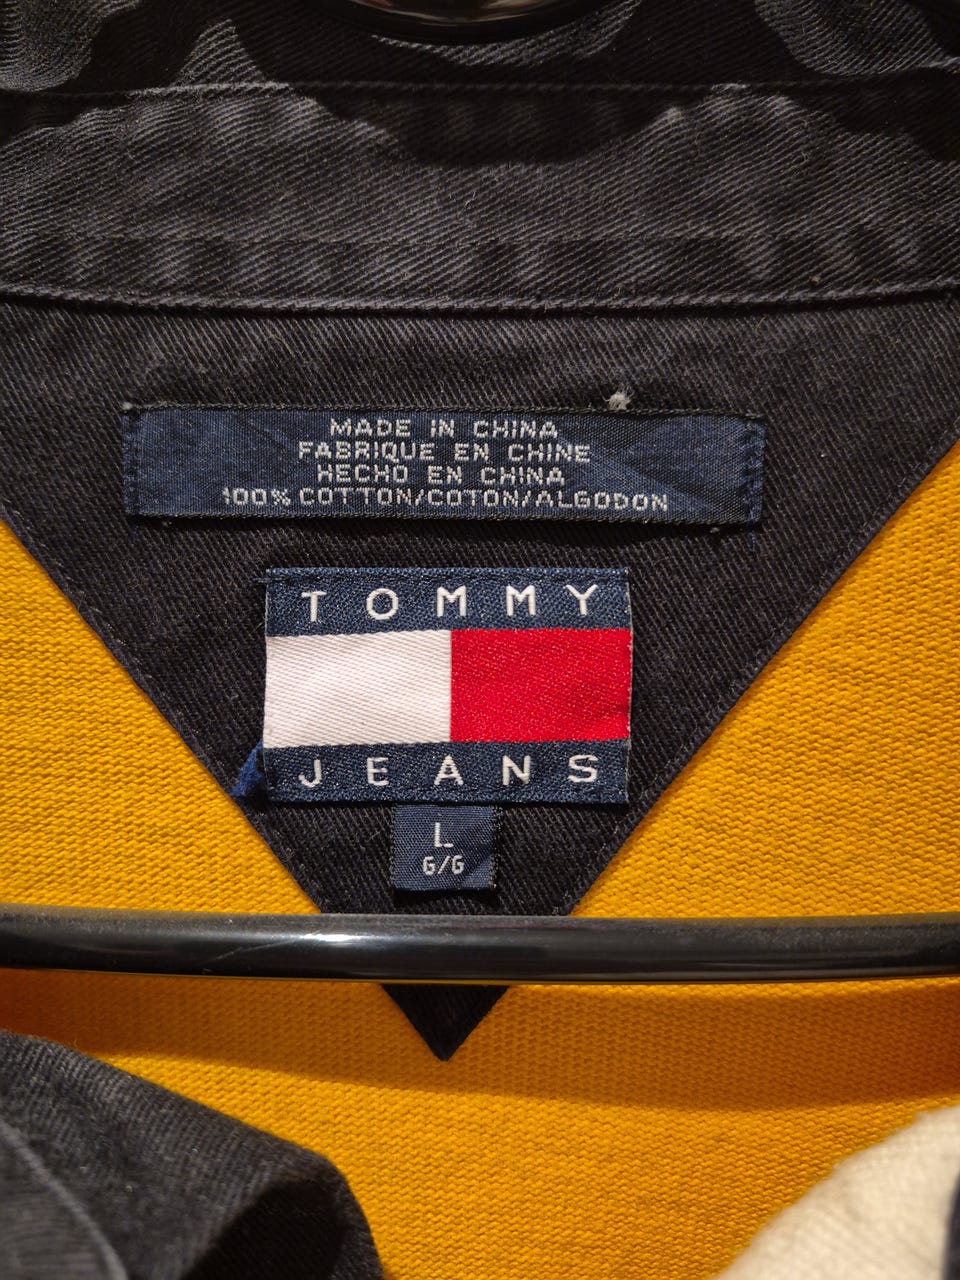 MADE IN CHINA
FABRIQUE EN CHINE
HECHO EN CHINA
100% COTTON/COTON/ALGODON
TOMMY
JEANS
L
G/G